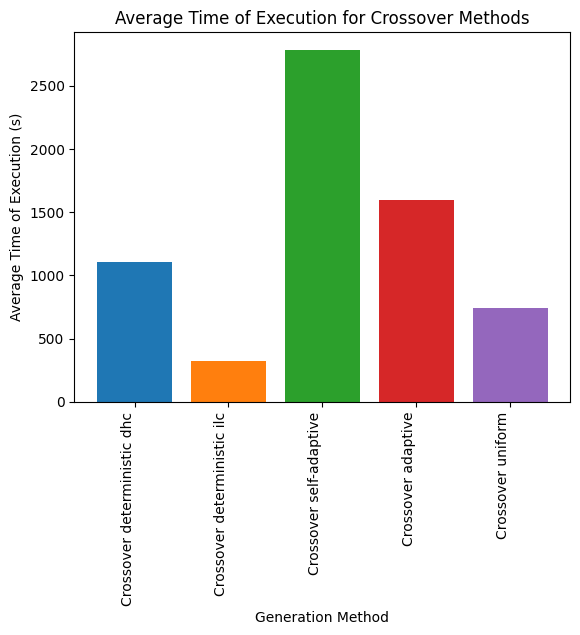 Average Time of Execution for Crossover Methods
Average Time of Execution (s)
2500
2000
1500
1000
500
0
Crossover deterministic dhc
Crossover deterministic ilc
Crossover self-adaptive
Crossover adaptive
Crossover uniform
Generation Method